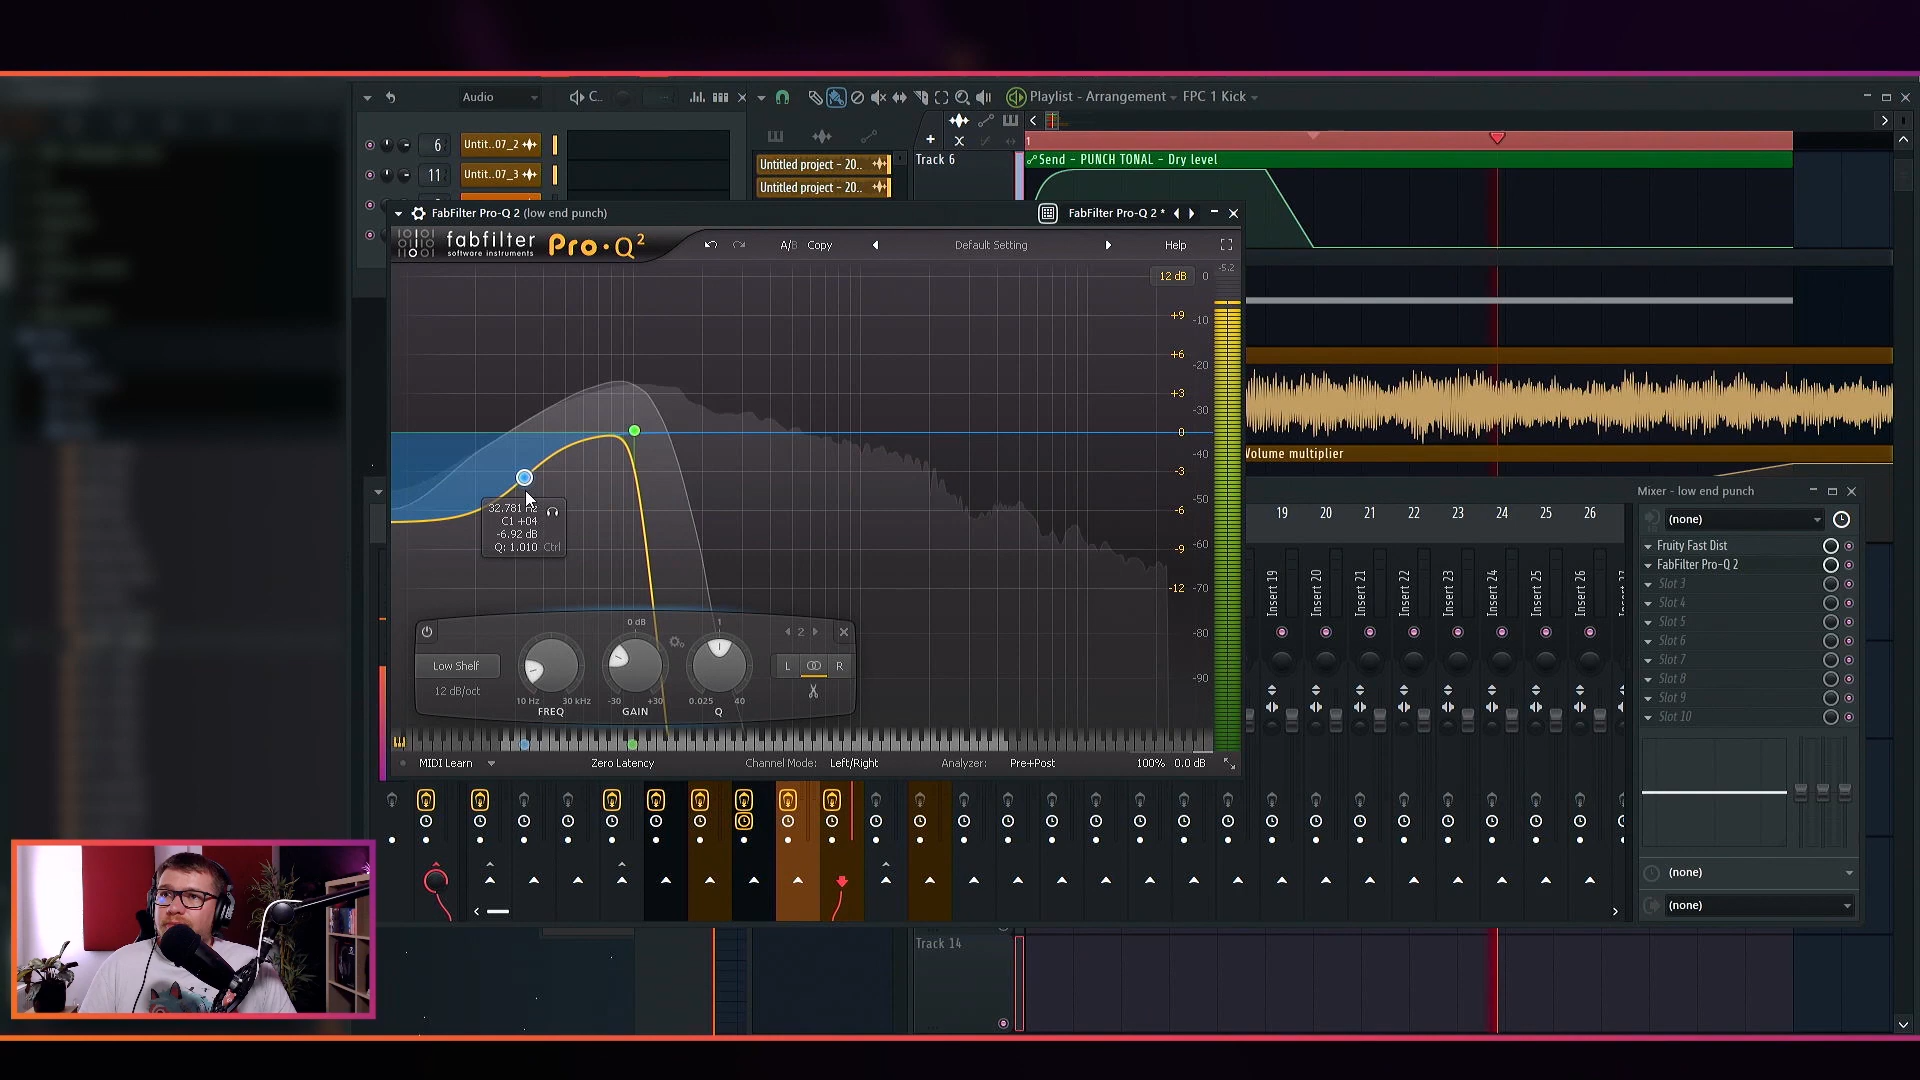 Audio
C..
Playlist - Arrangement
FPC 1 Kick
1
6
Untit..07_2
11
Untit..07_3
Untitled project - 20..
Untitled project - 20..
Track 6
Send - PUNCH TONAL - Dry level
FabFilter Pro-Q 2 (low end punch)
FabFilter Pro-Q 2 *
fabfilter
software instruments
Pro·Q2
A/B
Copy
Default Setting
Help
12 dB
0
-5.2
+9
-10
+6
-20
+3
-30
0
-40
-3
-50
-6
-60
-9
-12
-70
-80
-90
32.781 Hz
C1 +04
-6.92 dB
Q: 1.010
Ctrl
0 dB
1
2
Low Shelf
12 dB/oct
L
R
10 Hz
30 kHz
FREQ
-30
+30
GAIN
0.025
40
Q
MIDI Learn
Zero Latency
Channel Mode:
Left/Right
Analyzer:
Pre+Post
100%
0.0 dB
Volume multiplier
19
20
21
22
23
24
25
26
Insert 19
Insert 20
Insert 21
Insert 22
Insert 23
Insert 24
Insert 25
Insert 26
Mixer - low end punch
(none)
Fruity Fast Dist
FabFilter Pro-Q 2
Slot 3
Slot 4
Slot 5
Slot 6
Slot 7
Slot 8
Slot 9
Slot 10
(none)
(none)
Track 14